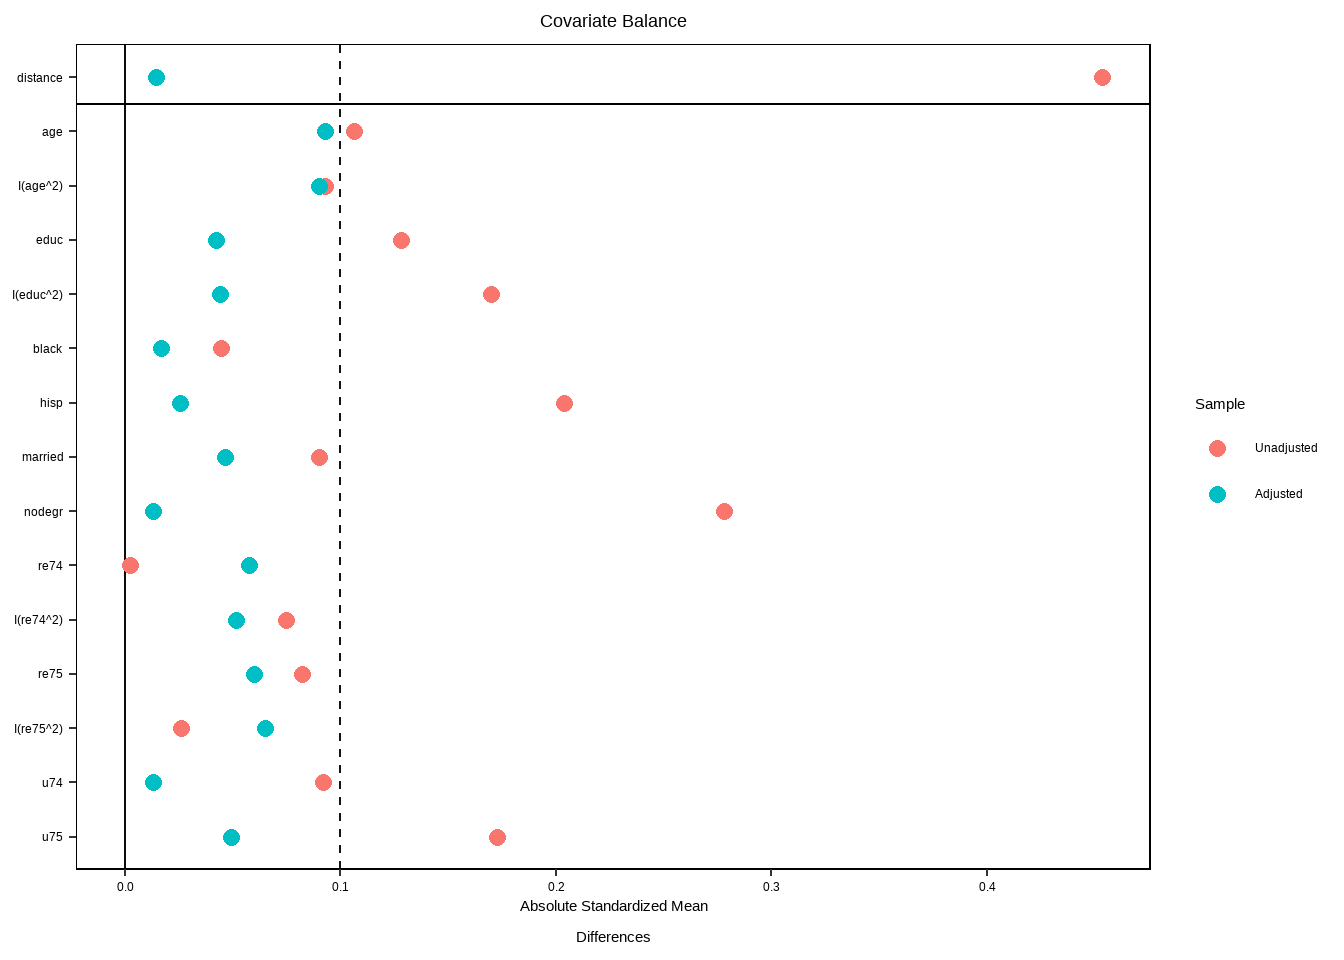 Covariate Balance
distance
age
I(age^2)
educ
I(educ^2)
black
hisp
married
nodegr
re74
I(re74^2)
re75
I(re75^2)
u74
u75
0.0 0.1 0.2 0.3 0.4
Absolute Standardized Mean
Differences
Sample
Unadjusted
Adjusted